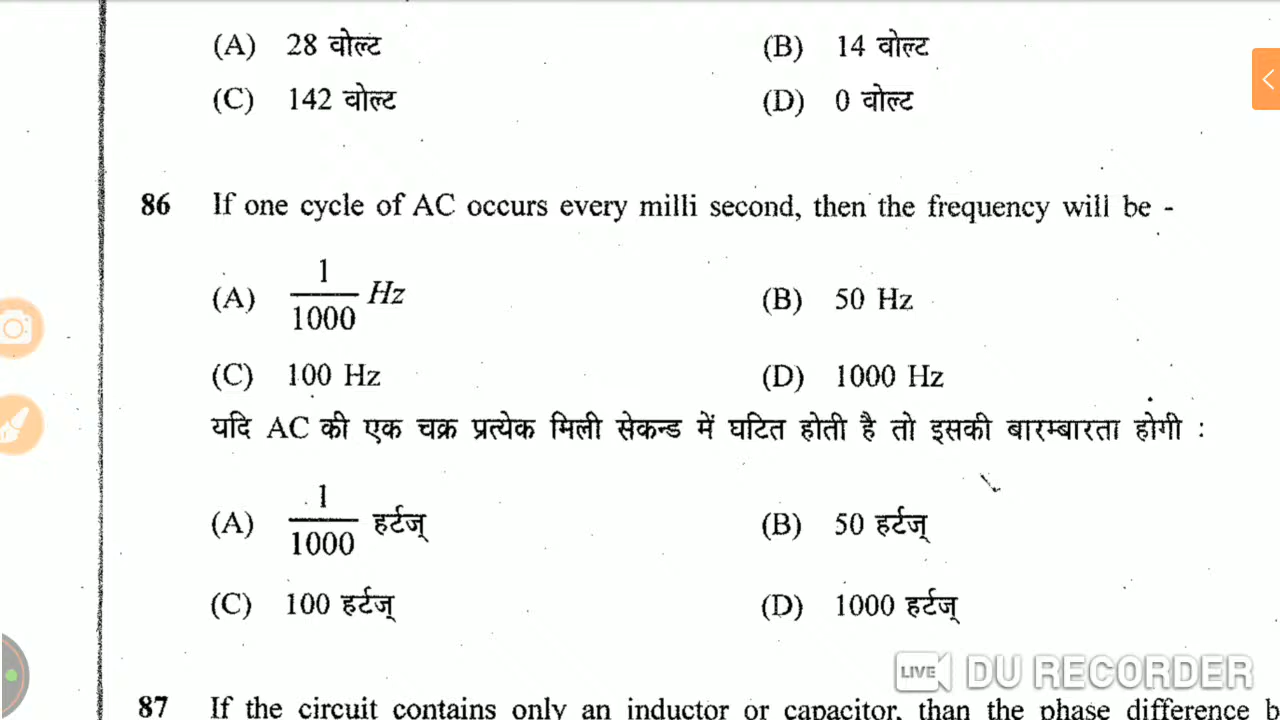 (A) 28 वोल्ट (B) 14 वोल्ट
(C) 142 वोल्ट (D) 0 वोल्ट
86 If one cycle of AC occurs every milli second, then the frequency will be -
(A) 1/1000 Hz (B) 50 Hz
(C) 100 Hz (D) 1000 Hz
यदि AC की एक चक्र प्रत्येक मिली सेकन्ड में घटित होती है तो इसकी बारम्बारता होगी :
(A) 1/1000 हर्टज् (B) 50 हर्टज्
(C) 100 हर्टज् (D) 1000 हर्टज्
LIVE DU RECORDER
87 If the circuit contains only an inductor or capacitor, than the phase difference b